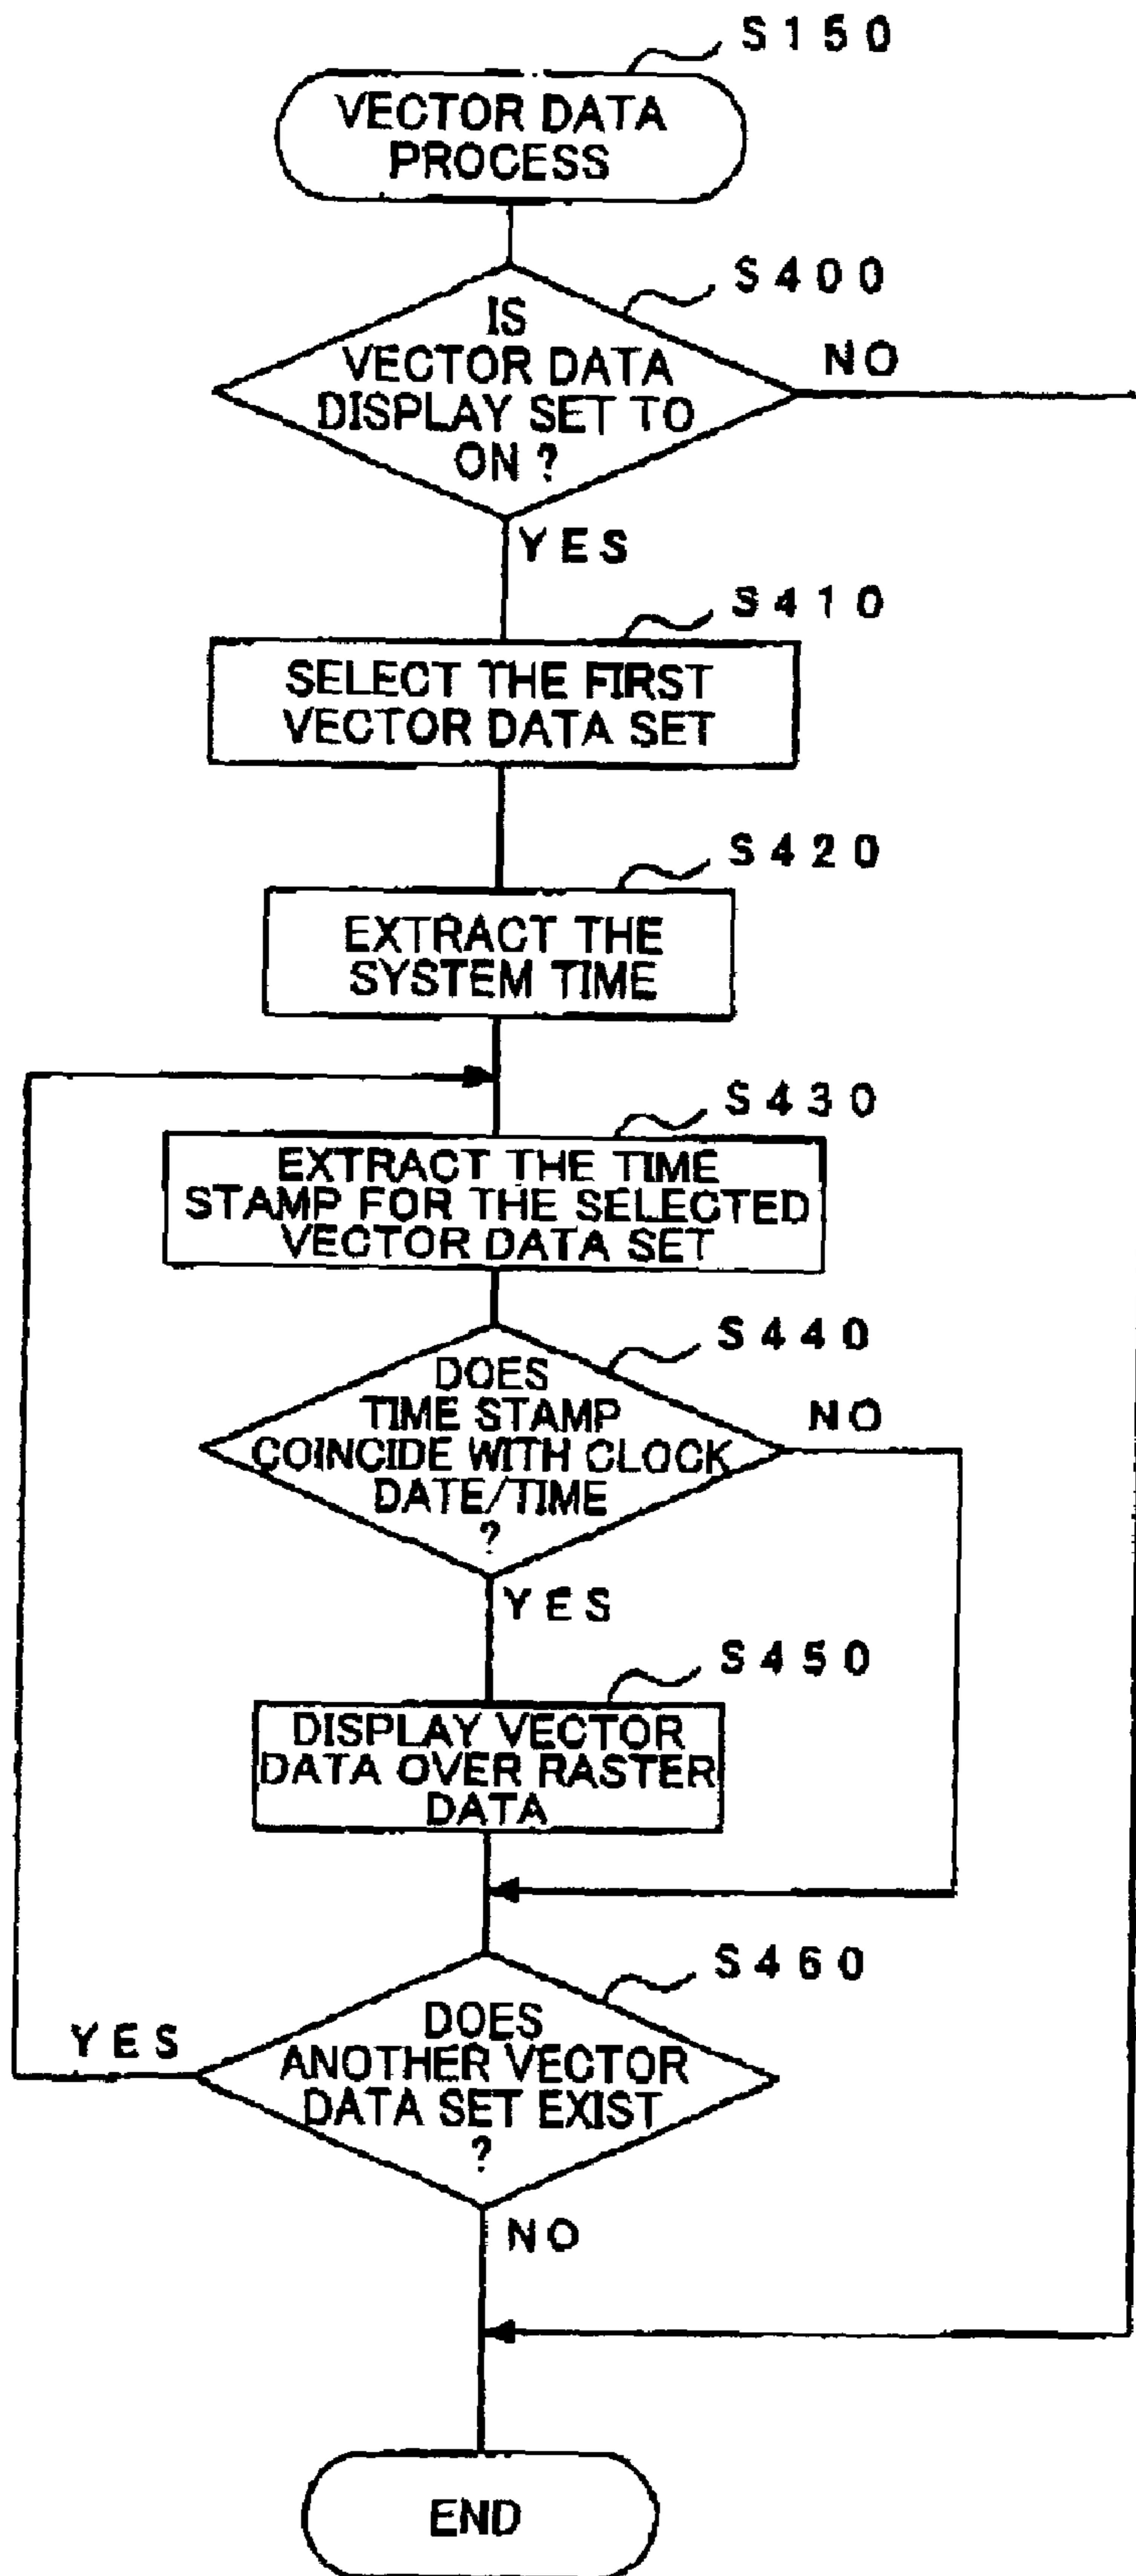 S150
VECTOR DATA
PROCESS
S400
IS
VECTOR DATA
DISPLAY SET TO
ON ?
NO
YES
S410
SELECT THE FIRST
VECTOR DATA SET
S420
EXTRACT THE
SYSTEM TIME
S430
EXTRACT THE TIME
STAMP FOR THE SELECTED
VECTOR DATA SET
S440
DOES
TIME STAMP
COINCIDE WITH CLOCK
DATE/TIME
?
NO
YES
S450
DISPLAY VECTOR
DATA OVER RASTER
DATA
S460
DOES
ANOTHER VECTOR
DATA SET EXIST
?
YES
NO
END